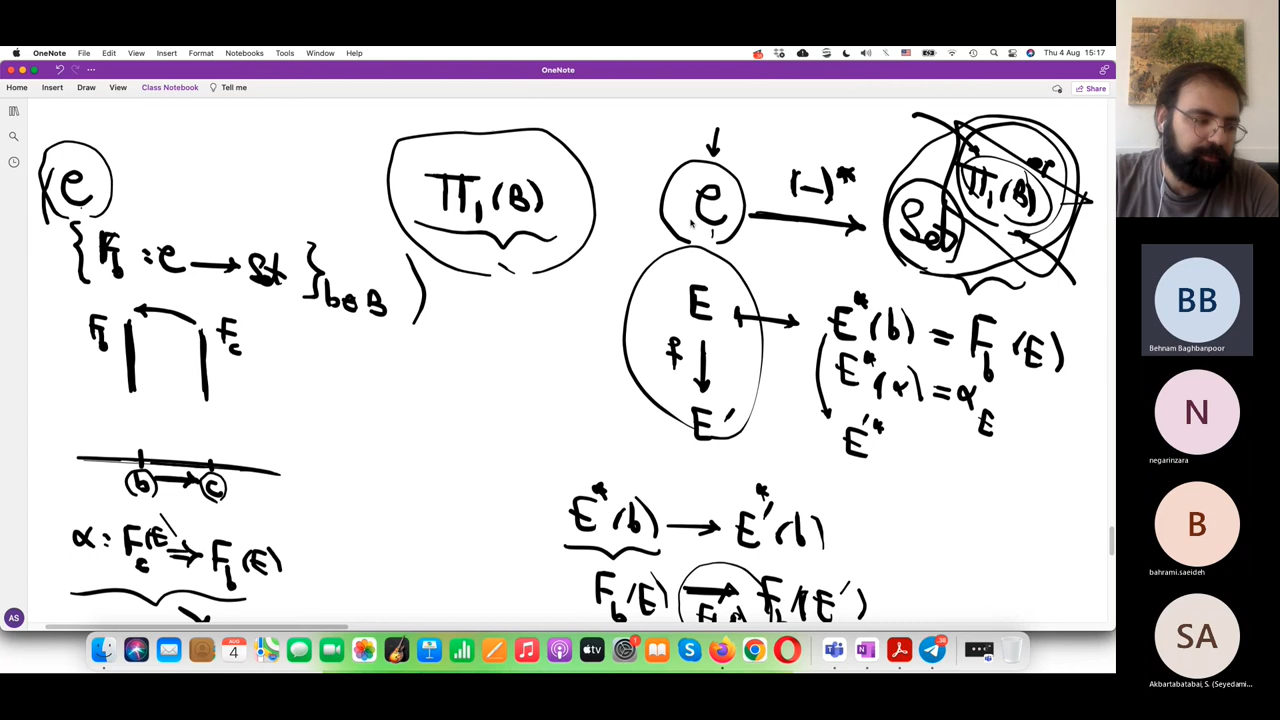 OneNote File Edit View Insert Format Notebooks Tools Window Help
Thu 4 Aug 15:17
OneNote
Home Insert Draw View Class Notebook Tell me
Share
(e
Π₁(B)
e (-)* Set Π₁(B) op
{ F_b : e → Set }_{b∈B} )
F_b F_c
E ↦ E*(b) = F_b(E)
f ↓ E*(α) = α_E
E' E'*
b → c
E*(b) → E'*(b)
α : F_c(E) ⇒ F_b(E)
F_b(E) → F_b(E')
AS
BB
Behnam Baghbanpoor
N
negarinzara
B
bahrami.saeideh
SA
Akbartabatabai, S. (Seyedami...